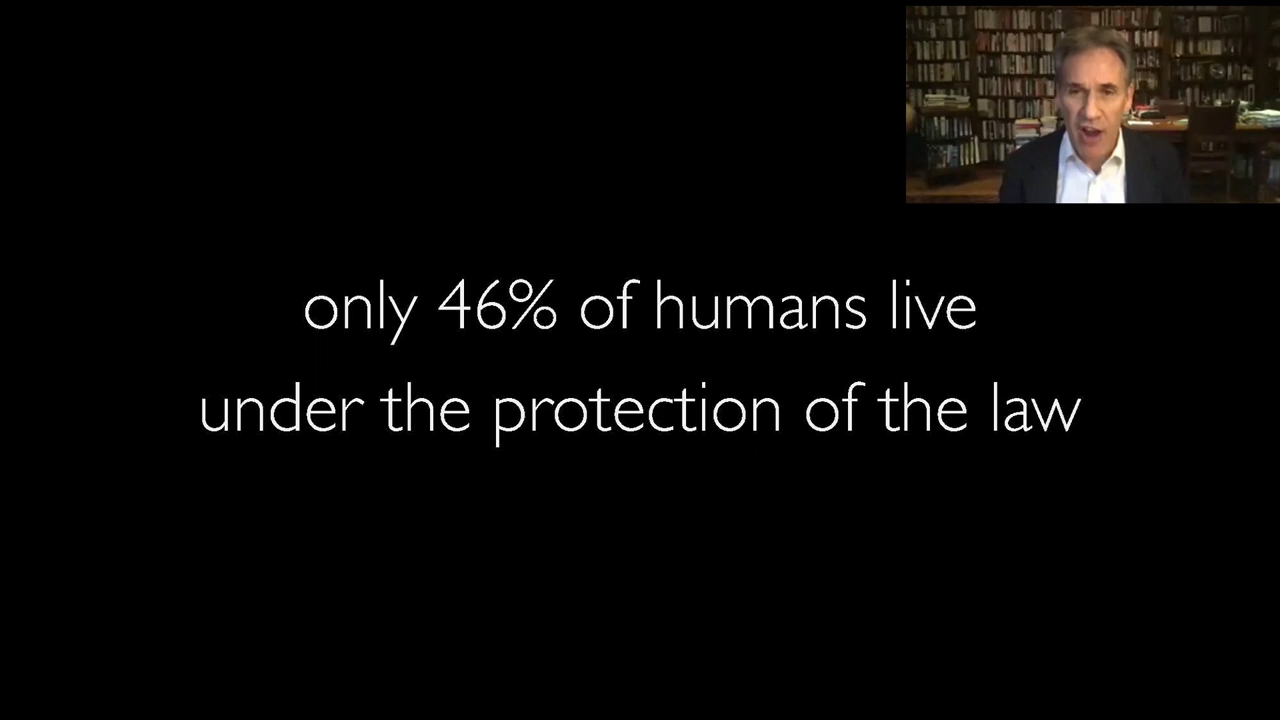 only 46% of humans live
under the protection of the law